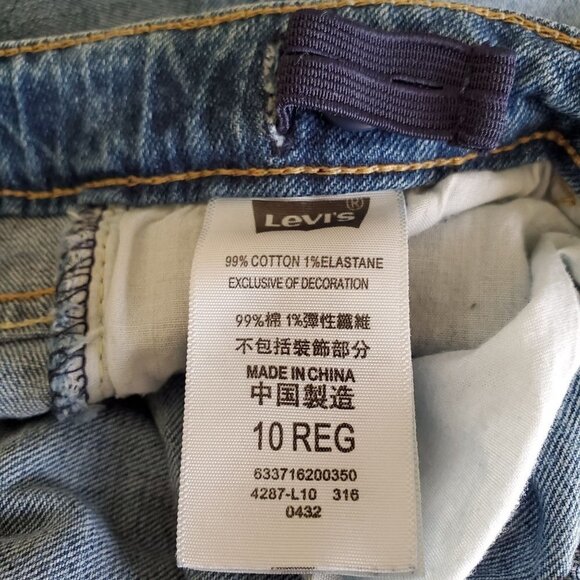 Levi's®
99% COTTON 1%ELASTANE
EXCLUSIVE OF DECORATION
99%棉 1%彈性纖維
不包括裝飾部分
MADE IN CHINA
中国製造
10 REG
633716200350
4287-L10 316
0432